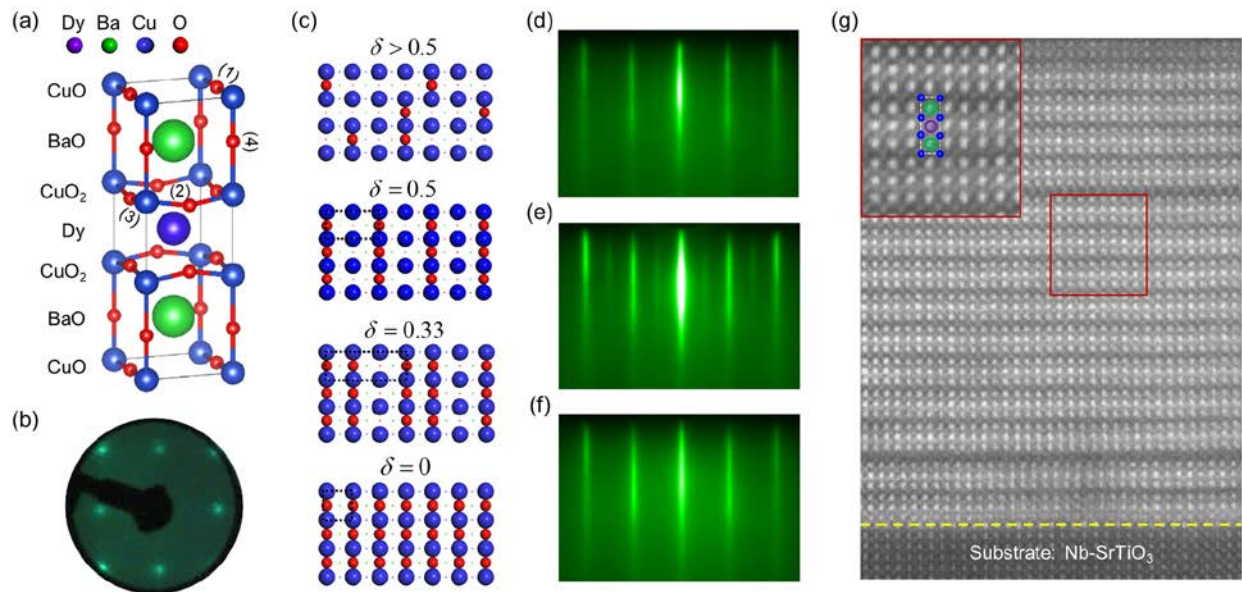 (a)
Dy Ba Cu O
CuO
BaO
CuO₂
Dy
CuO₂
BaO
CuO
(1)
(4)
(2)
(3)
(b)
(c)
δ > 0.5
δ = 0.5
δ = 0.33
δ = 0
(d)
(e)
(f)
(g)
Substrate: Nb-SrTiO₃